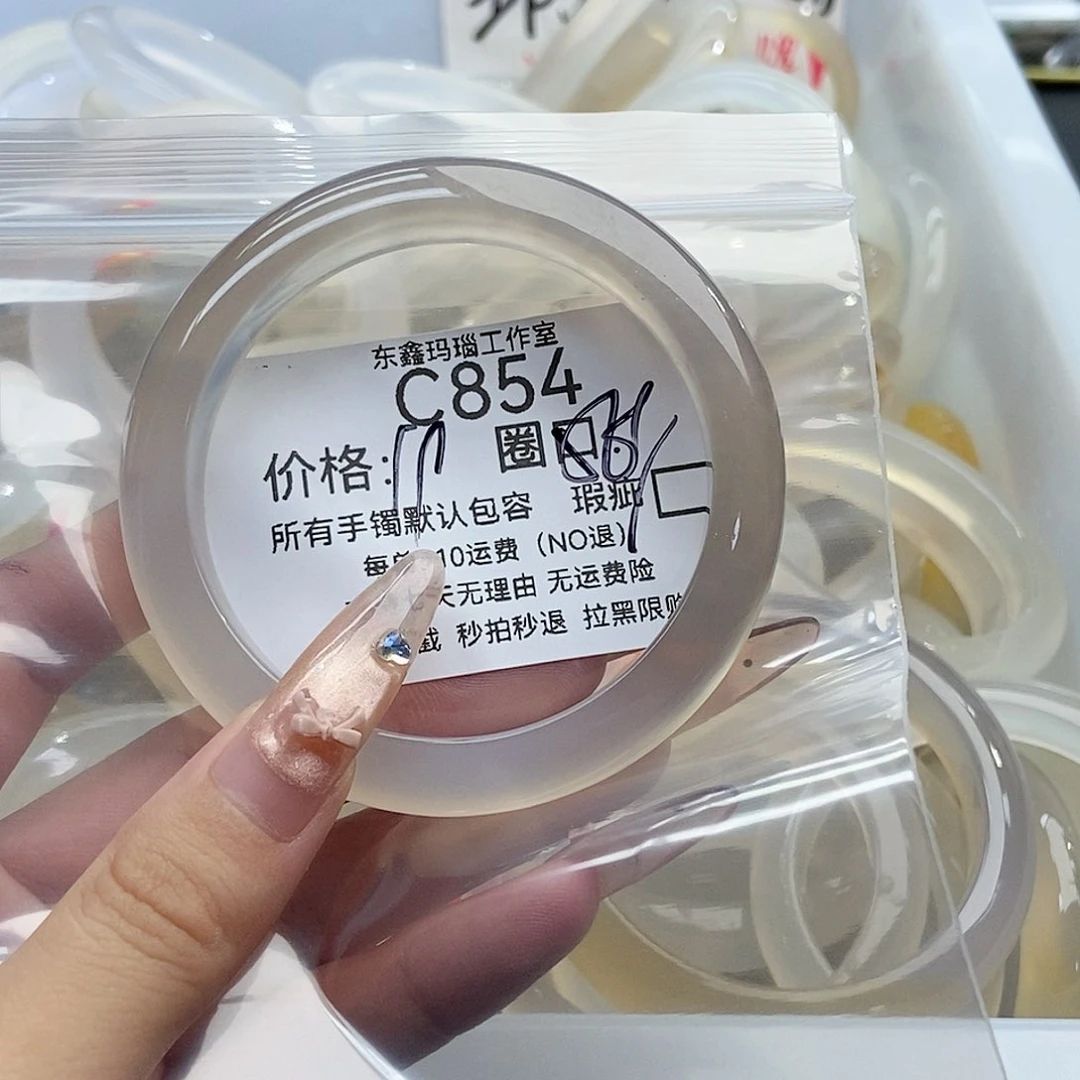 东鑫玛瑙工作室
C854
价格: 圈口
所有手镯默认包容 瑕疵
10运费（NO退）
天无理由 无运费险
截 秒拍秒退 拉黑限购